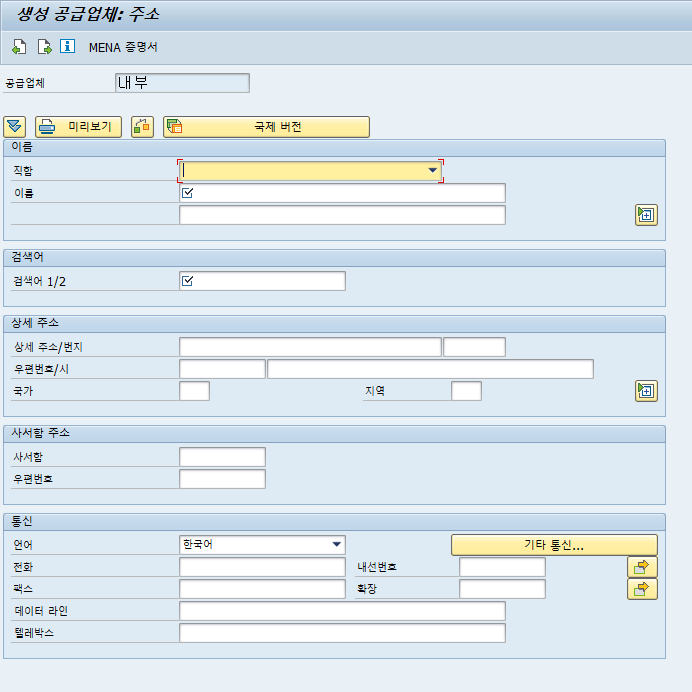 생성 공급업체: 주소
MENA 증명서
공급업체 내부
미리보기 국제 버전
이름
직함
이름
검색어
검색어 1/2
상세 주소
상세 주소/번지
우편번호/시
국가 지역
사서함 주소
사서함
우편번호
통신
언어 한국어 기타 통신...
전화 내선번호
팩스 확장
데이터 라인
텔레박스